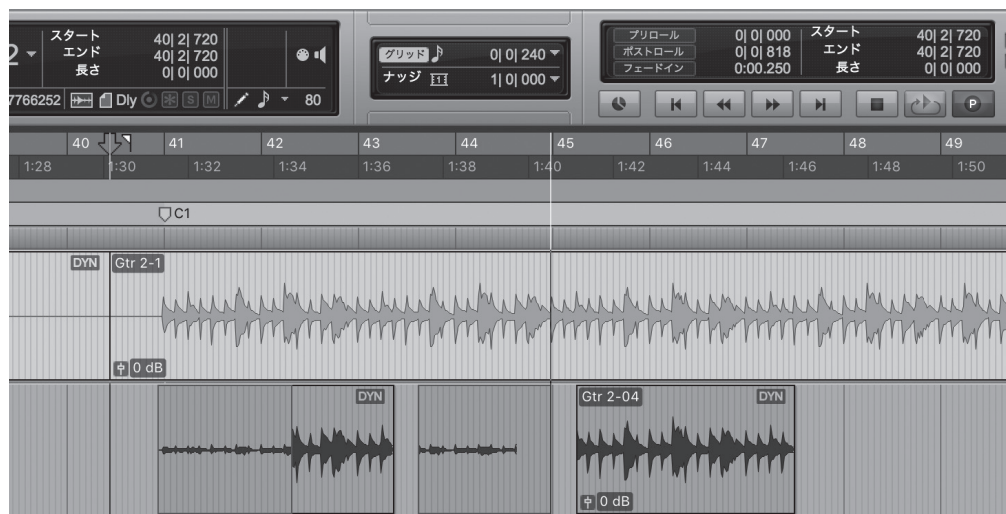 2
スタート 40| 2| 720
エンド 40| 2| 720
長さ 0| 0| 000
7766252 Dly S M 80
グリッド 0| 0| 240
ナッジ 1| 0| 000
プリロール 0| 0| 000
ポストロール 0| 0| 818
フェードイン 0:00.250
スタート 40| 2| 720
エンド 40| 2| 720
長さ 0| 0| 000
P
40 41 42 43 44 45 46 47 48 49
1:28 1:30 1:32 1:34 1:36 1:38 1:40 1:42 1:44 1:46 1:48 1:50
C1
DYN Gtr 2-1
0 dB
DYN
Gtr 2-04 DYN
0 dB